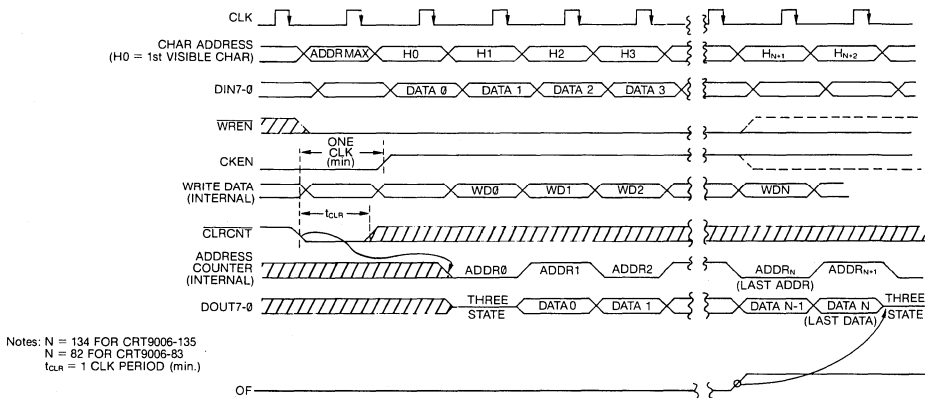 CLK
CHAR ADDRESS
(H0 = 1st VISIBLE CHAR)
ADDR MAX H0 H1 H2 H3 HN+1 HN+2
DIN7-0
DATA 0 DATA 1 DATA 2 DATA 3
WREN
ONE
CLK
(min)
CKEN
WRITE DATA
(INTERNAL)
WD0 WD1 WD2 WDN
tCLR
CLRCNT
ADDRESS
COUNTER
(INTERNAL)
ADDR0 ADDR1 ADDR2 ADDRN ADDRN+1
(LAST ADDR)
DOUT7-0
THREE
STATE
DATA 0 DATA 1 DATA N-1 DATA N
(LAST DATA)
THREE
STATE
Notes: N = 134 FOR CRT9006-135
N = 82 FOR CRT9006-83
tCLR = 1 CLK PERIOD (min.)
OF